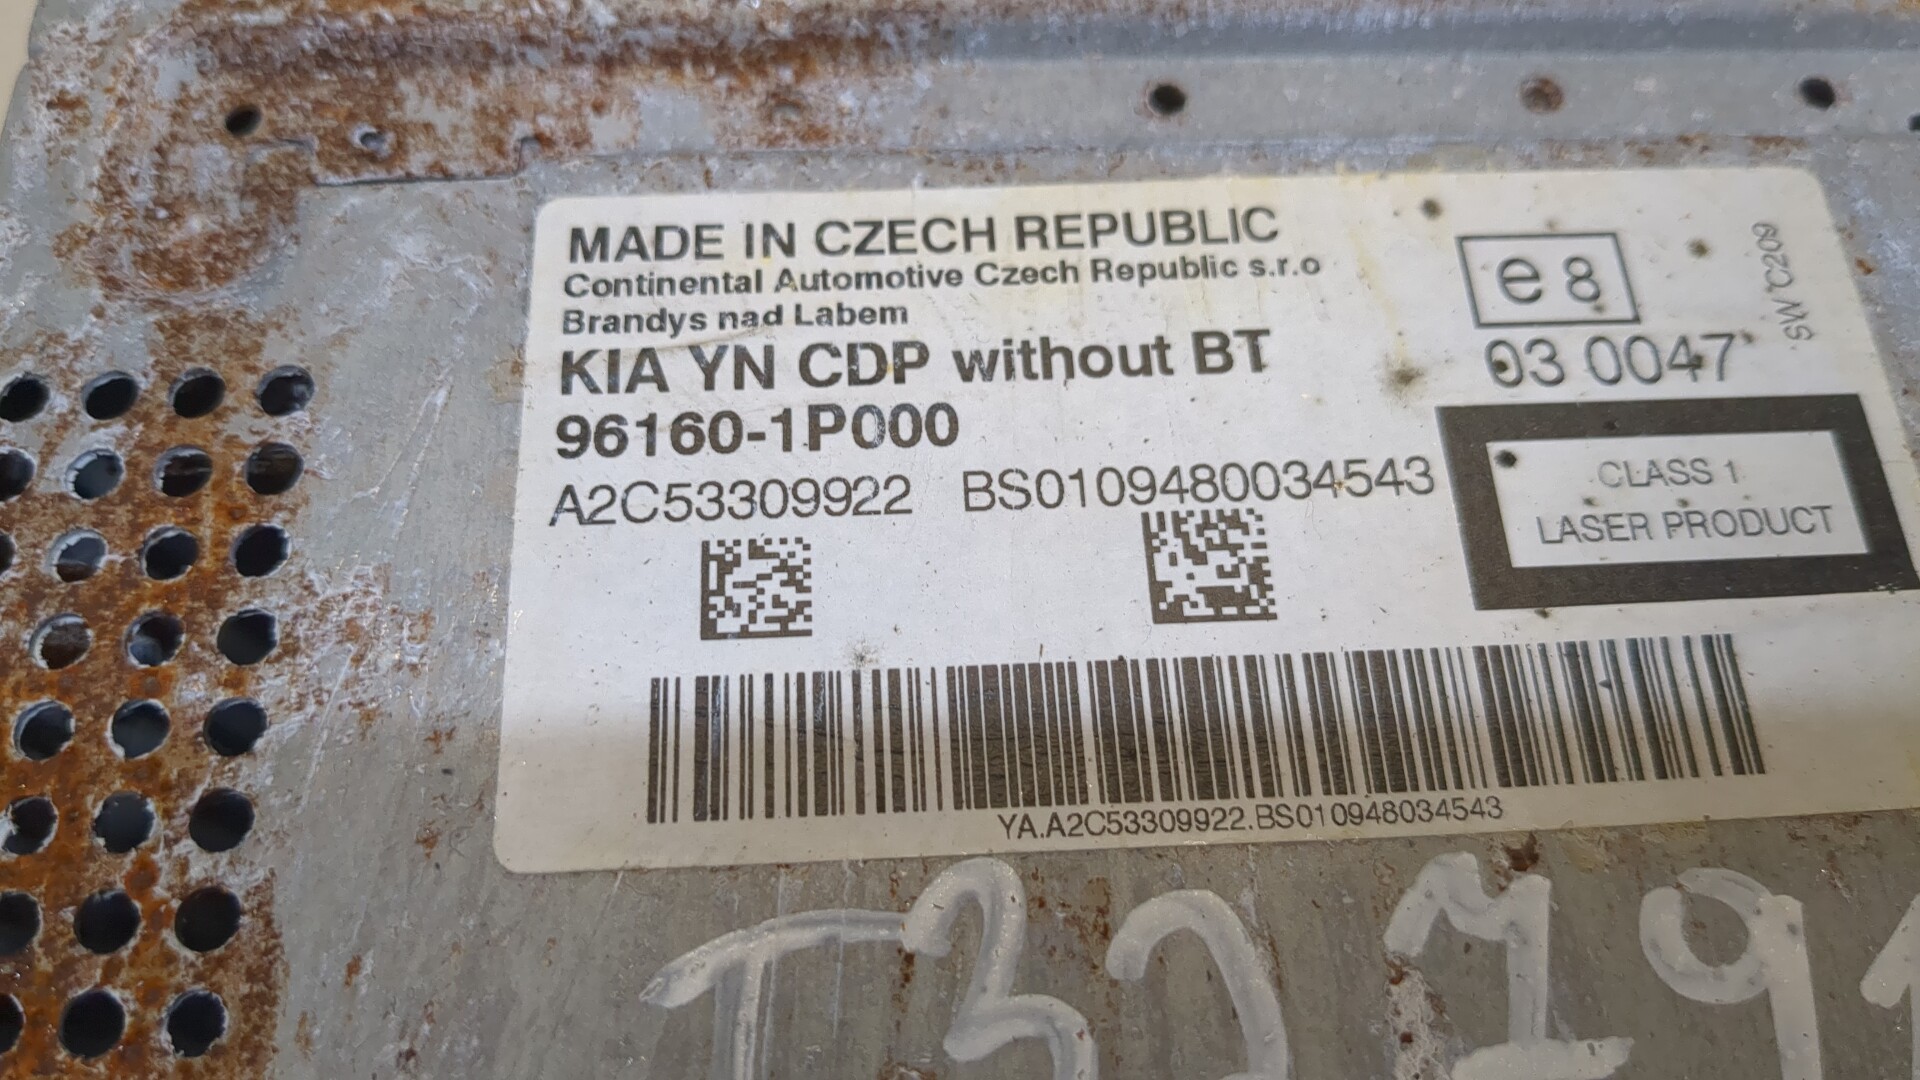 MADE IN CZECH REPUBLIC
Continental Automotive Czech Republic s.r.o
Brandys nad Labem
KIA YN CDP without BT
96160-1P000
A2C53309922 BS0109480034543
e8
03 0047
SW C209
CLASS 1
LASER PRODUCT
YA.A2C53309922.BS010948034543